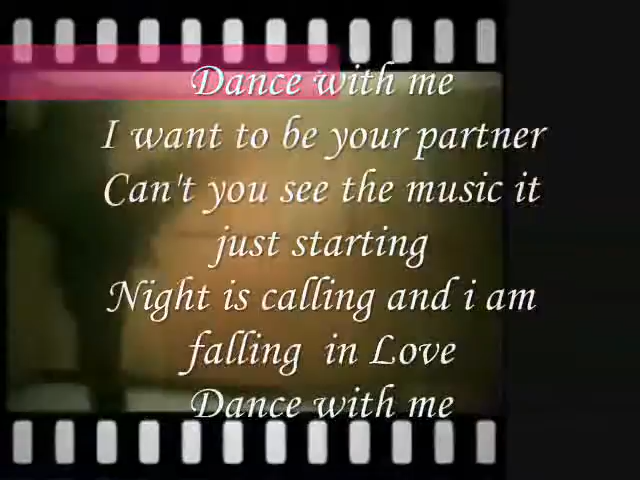 Dance with me
I want to be your partner
Can't you see the music it
just starting
Night is calling and i am
falling in Love
Dance with me